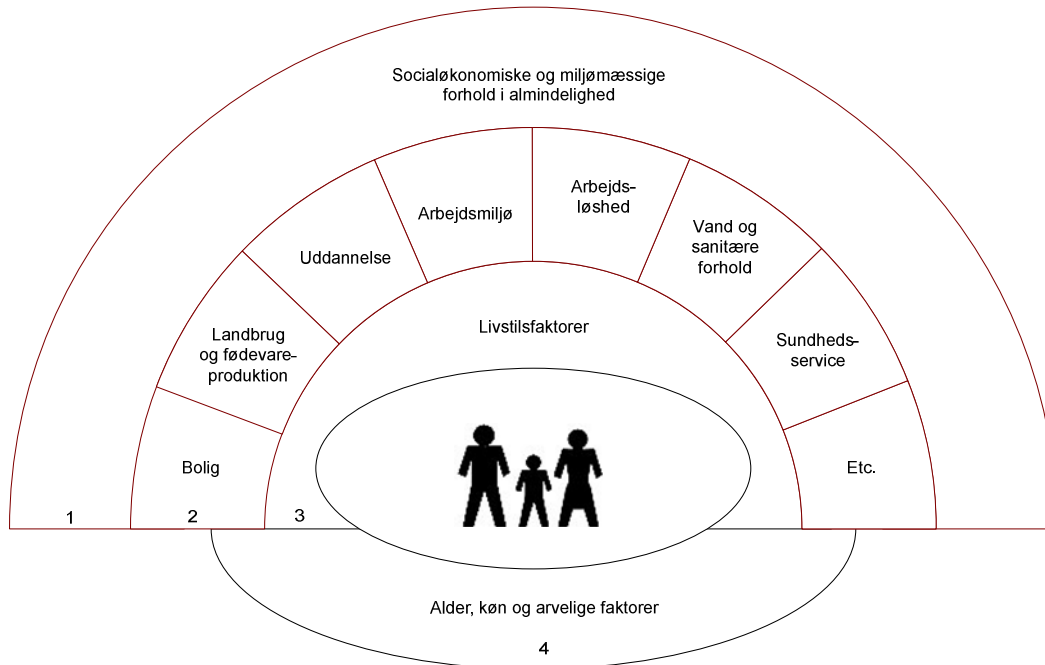 Socialøkonomiske og miljømæssige
forhold i almindelighed
Arbejdsmiljø
Arbejds-
løshed
Uddannelse
Vand og
sanitære
forhold
Landbrug
og fødevare-
produktion
Livstilsfaktorer
Sundheds-
service
Bolig
Etc.
1
2
3
Alder, køn og arvelige faktorer
4